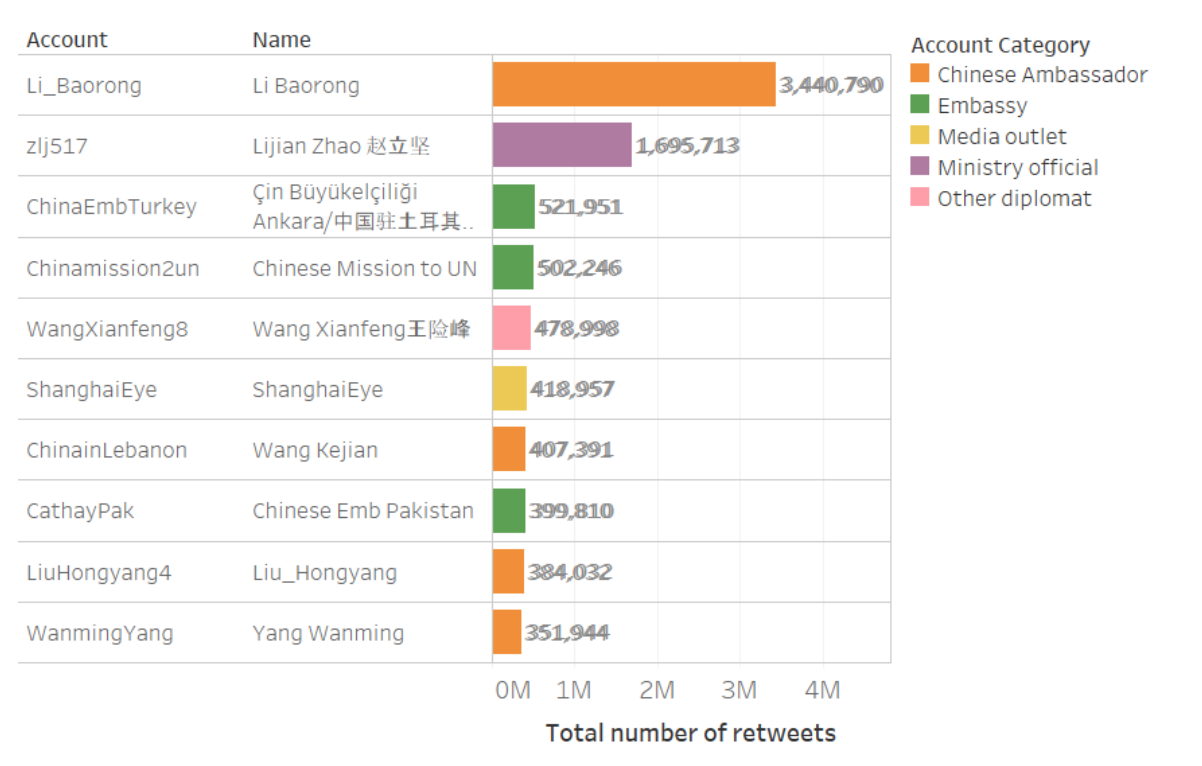 Account Name
Li_Baorong Li Baorong 3,440,790
zlj517 Lijian Zhao 赵立坚 1,695,713
ChinaEmbTurkey Çin Büyükelçiliği Ankara/中国驻土耳其.. 521,951
Chinamission2un Chinese Mission to UN 502,246
WangXianfeng8 Wang Xianfeng王险峰 478,998
ShanghaiEye ShanghaiEye 418,957
ChinainLebanon Wang Kejian 407,391
CathayPak Chinese Emb Pakistan 399,810
LiuHongyang4 Liu_Hongyang 384,032
WanmingYang Yang Wanming 351,944
0M 1M 2M 3M 4M
Total number of retweets
Account Category
Chinese Ambassador
Embassy
Media outlet
Ministry official
Other diplomat